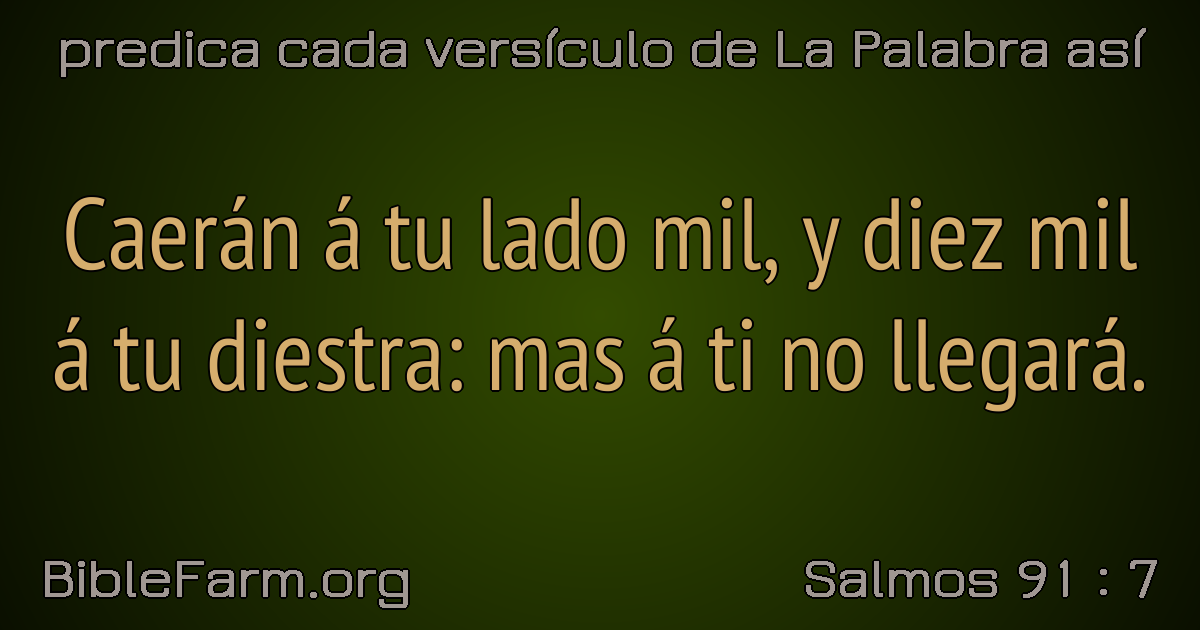 predica cada versículo de La Palabra así
Caerán á tu lado mil, y diez mil
á tu diestra: mas á ti no llegará.
BibleFarm.org
Salmos 91 : 7